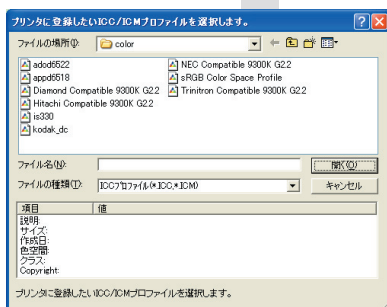 プリンタに登録したいICC/ICMプロファイルを選択します。
ファイルの場所(I):
color
adod6522
appd6518
Diamond Compatible 9300K G2.2
Hitachi Compatible 9300K G2.2
is330
kodak_dc
NEC Compatible 9300K G2.2
sRGB Color Space Profile
Trinitron Compatible 9300K G2.2
ファイル名(N):
開く(O)
ファイルの種類(T):
ICCプロファイル(*.ICC,*.ICM)
キャンセル
項目 値
説明:
サイズ:
作成日:
色空間:
クラス:
Copyright:
プリンタに登録したいICC/ICMプロファイルを選択します。